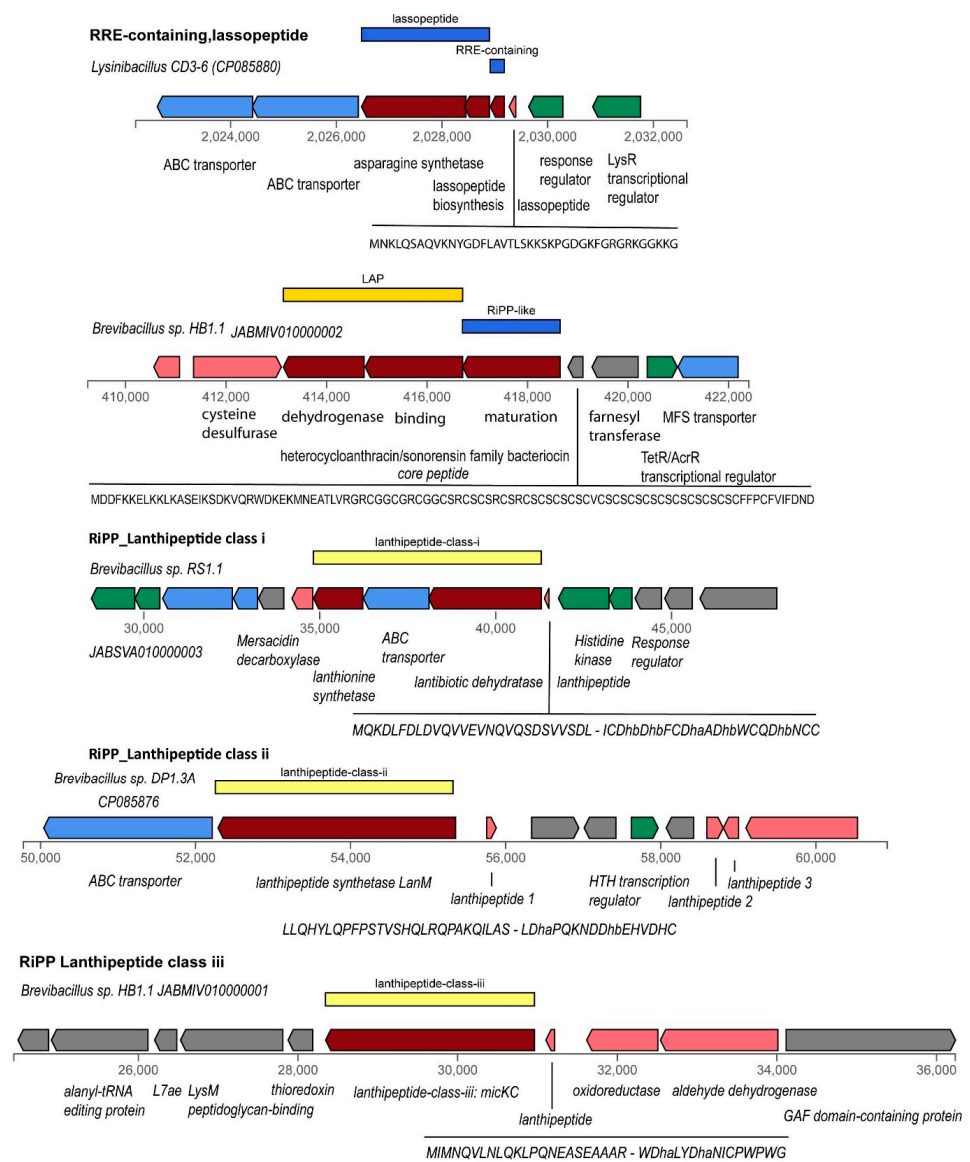 lassopeptide
RRE-containing,lassopeptide
RRE-containing
Lysinibacillus CD3-6 (CP085880)
2,024,000 2,026,000 2,028,000 2,030,000 2,032,000
ABC transporter
ABC transporter
asparagine synthetase
lassopeptide
biosynthesis
lassopeptide
response
regulator
LysR
transcriptional
regulator
MNKLQSAQVKNYGDFLAVTLSKKSKPGDGKFGRGRKGGKKG
LAP
RiPP-like
Brevibacillus sp. HB1.1 JABMIV010000002
410,000 412,000 414,000 416,000 418,000 420,000 422,000
cysteine
desulfurase
dehydrogenase
binding
maturation
farnesyl
transferase
MFS transporter
heterocycloanthracin/sonorensin family bacteriocin
core peptide
TetR/AcrR
transcriptional regulator
MDDFKKELKKLKASEIKSDKVQRWDKEKMNEATLVRGRCGGCGRCGGCSRCSCSRCSRCSCSCSCSCVCSCSCSCSCSCSCSCSCSCFFPCFVIFDND
RiPP_Lanthipeptide class i
lanthipeptide-class-i
Brevibacillus sp. RS1.1
30,000 35,000 40,000 45,000
JABSVA010000003
Mersacidin
decarboxylase
lanthionine
synthetase
ABC
transporter
lantibiotic dehydratase
lanthipeptide
Histidine
kinase
Response
regulator
MQKDLFDLDVQVVEVNQVQSDSVVSDL - ICDhbDhbFCDhaADhbWCQDhbNCC
RiPP_Lanthipeptide class ii
Brevibacillus sp. DP1.3A
CP085876
lanthipeptide-class-ii
50,000 52,000 54,000 56,000 58,000 60,000
ABC transporter
lanthipeptide synthetase LanM
lanthipeptide 1
HTH transcription
regulator
lanthipeptide 2
lanthipeptide 3
LLQHYLQPFPSTVSHQLRQPAKQILAS - LDhaPQKNDDhbEHVDHC
RiPP Lanthipeptide class iii
lanthipeptide-class-iii
Brevibacillus sp. HB1.1 JABMIV010000001
26,000 28,000 30,000 32,000 34,000 36,000
alanyl-tRNA
editing protein
L7ae
LysM
peptidoglycan-binding
thioredoxin
lanthipeptide-class-iii: micKC
lanthipeptide
oxidoreductase
aldehyde dehydrogenase
GAF domain-containing protein
MIMNQVLNLQKLPQNEASEAAAR - WDhaLYDhaNICPWPWG